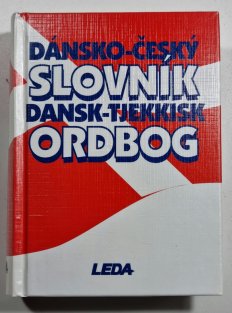 DÁNSKO-ČESKÝ
SLOVNÍK
DANSK-TJEKKISK
ORDBOG
LEDA